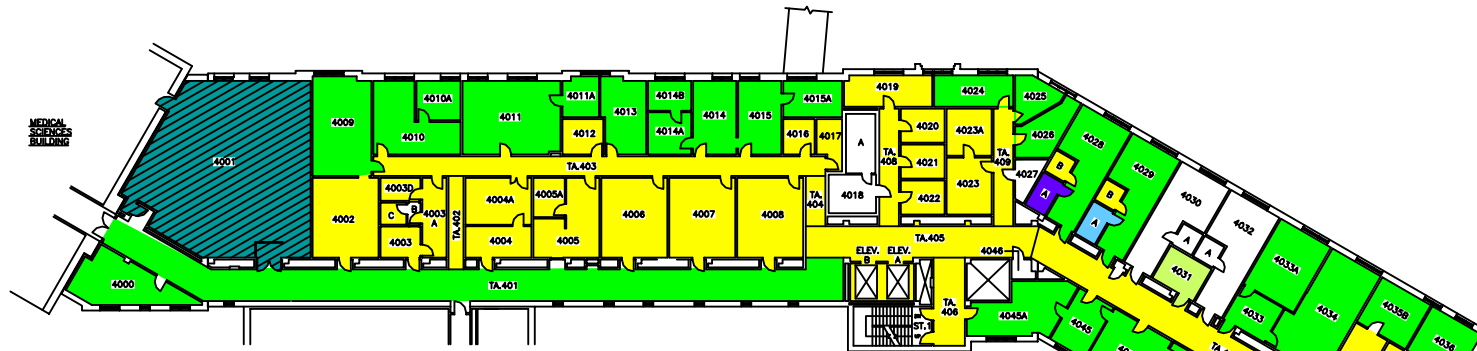 MEDICAL
SCIENCES
BUILDING
4000
4001
4009
4010A
4010
4011
4011A
4012
4013
4014B
4014A
4014
4015
4015A
4016
4017
4019
4024
4025
4026
4020
4021
4022
4023A
4023
A
4018
4027
TA.
408
TA.
409
TA.403
TA.
404
4002
4003D
C
B
4003
A
4003
TA.402
4004A
4004
4005A
4005
4006
4007
4008
TA.401
TA.405
ELEV.
B
ELEV.
A
4046
TA.
406
ST.1
UP
4045A
4045
4028
B
A
4029
B
A
4030
A
4031
4032
A
4033A
4033
4034
4035B
4036